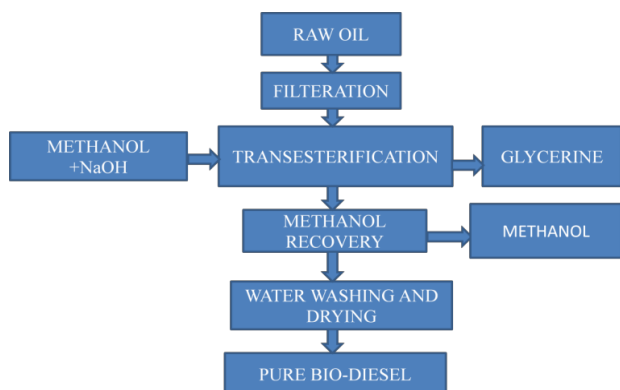 RAW OIL
FILTERATION
METHANOL
+NaOH
TRANSESTERIFICATION
GLYCERINE
METHANOL
RECOVERY
METHANOL
WATER WASHING AND
DRYING
PURE BIO-DIESEL